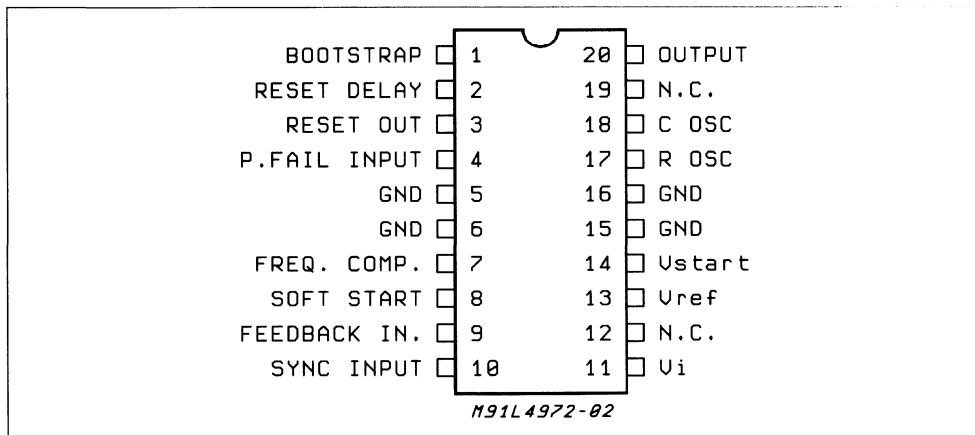 BOOTSTRAP 1 20 OUTPUT
RESET DELAY 2 19 N.C.
RESET OUT 3 18 C OSC
P.FAIL INPUT 4 17 R OSC
GND 5 16 GND
GND 6 15 GND
FREQ. COMP. 7 14 Vstart
SOFT START 8 13 Vref
FEEDBACK IN. 9 12 N.C.
SYNC INPUT 10 11 Vi
M91L4972-02